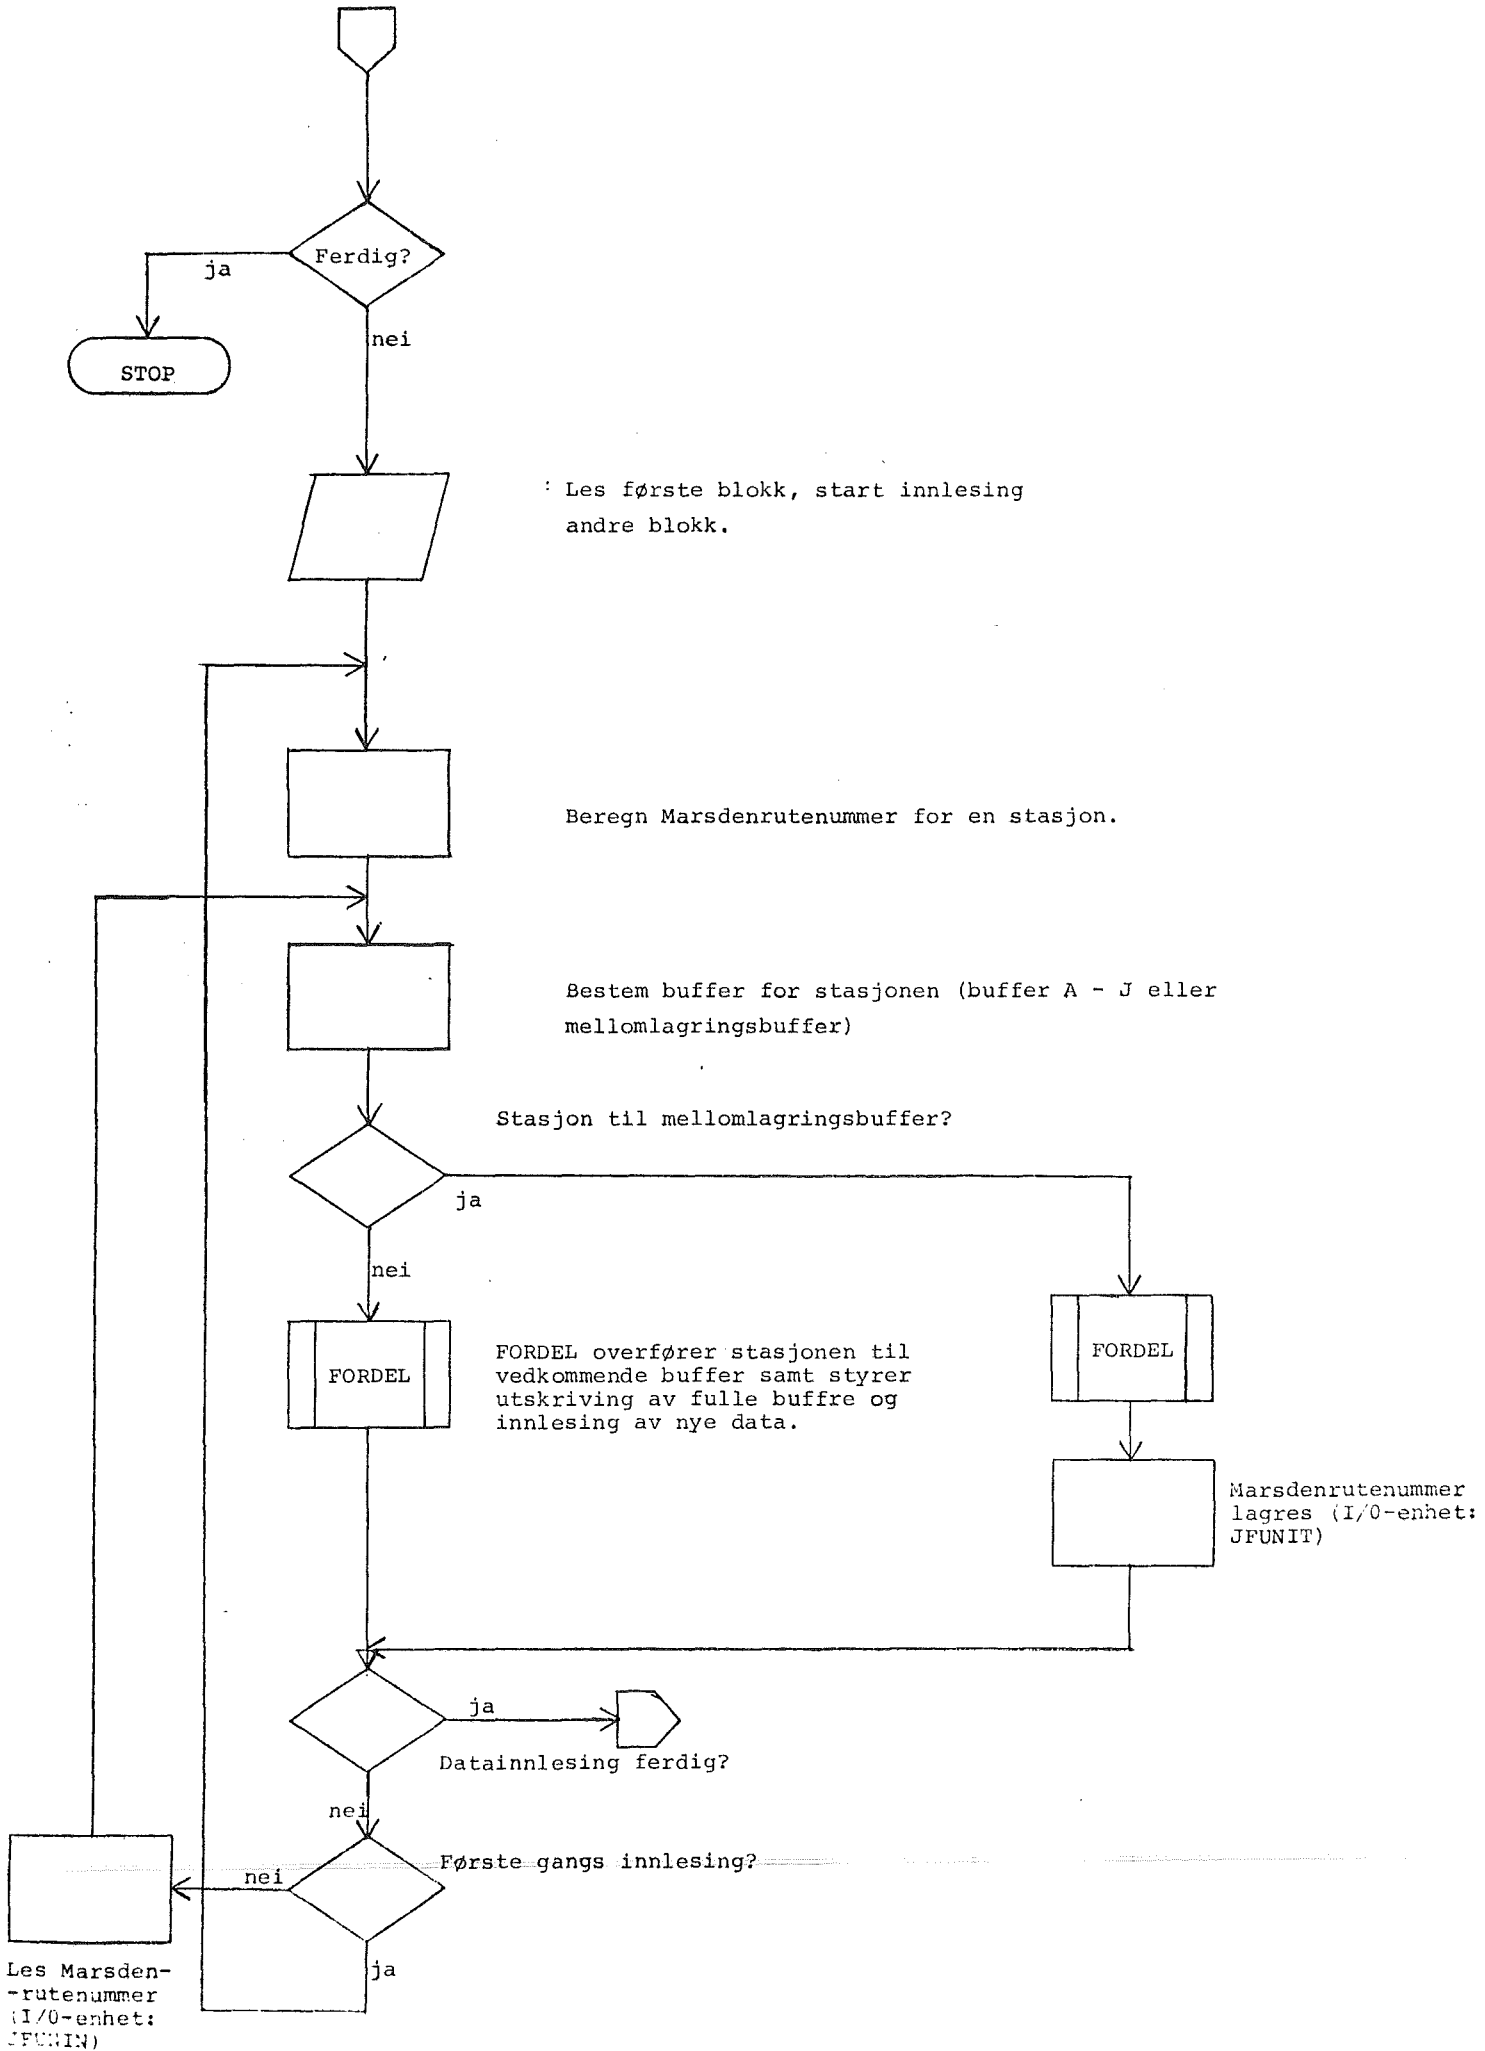 Ferdig?
ja
nei
STOP
: Les første blokk, start innlesing
andre blokk.
Beregn Marsdenrutenummer for en stasjon.
Bestem buffer for stasjonen (buffer A - J eller
mellomlagringsbuffer)
Stasjon til mellomlagringsbuffer?
ja
nei
FORDEL
FORDEL overfører stasjonen til
vedkommende buffer samt styrer
utskriving av fulle buffre og
innlesing av nye data.
FORDEL
Marsdenrutenummer
lagres (I/O-enhet:
JFUNIT)
ja
Datainnlesing ferdig?
nei
Første gangs innlesing?
nei
ja
Les Marsden-
-rutenummer
(I/O-enhet:
JFUNIN)